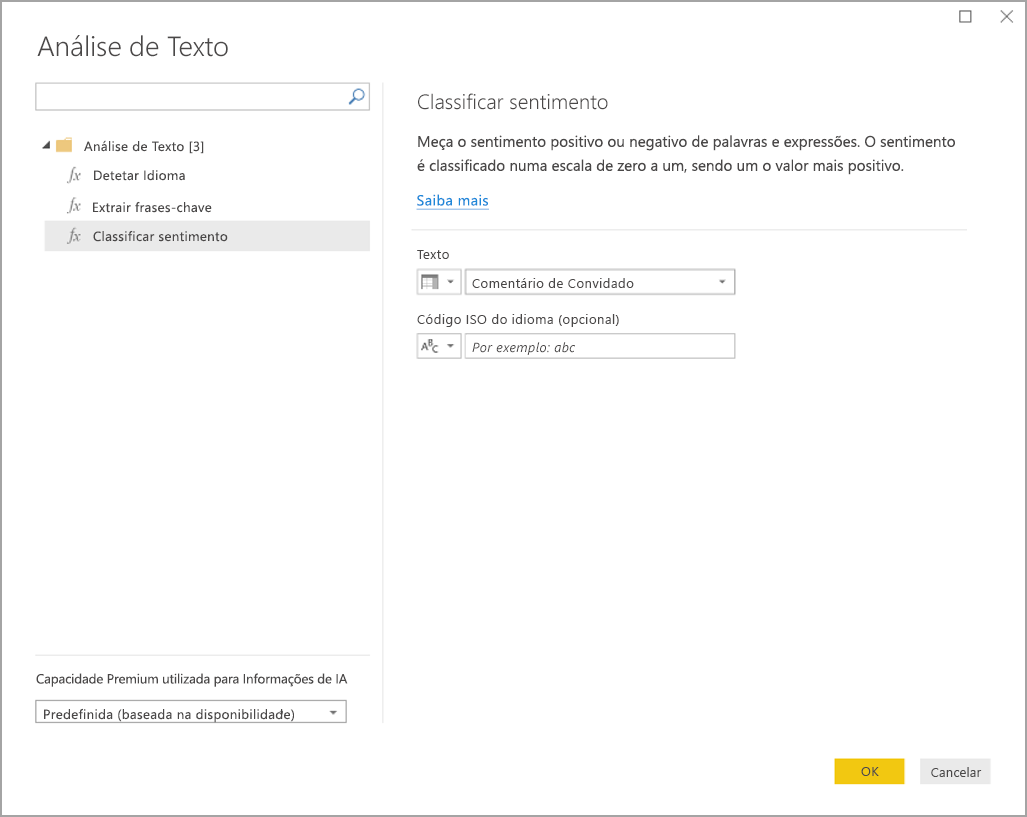 Análise de Texto
Análise de Texto [3]
fx Detetar Idioma
fx Extrair frases-chave
fx Classificar sentimento
Capacidade Premium utilizada para Informações de IA
Predefinida (baseada na disponibilidade)
Classificar sentimento
Meça o sentimento positivo ou negativo de palavras e expressões. O sentimento
é classificado numa escala de zero a um, sendo um o valor mais positivo.
Saiba mais
Texto
Comentário de Convidado
Código ISO do idioma (opcional)
ABC Por exemplo: abc
OK Cancelar